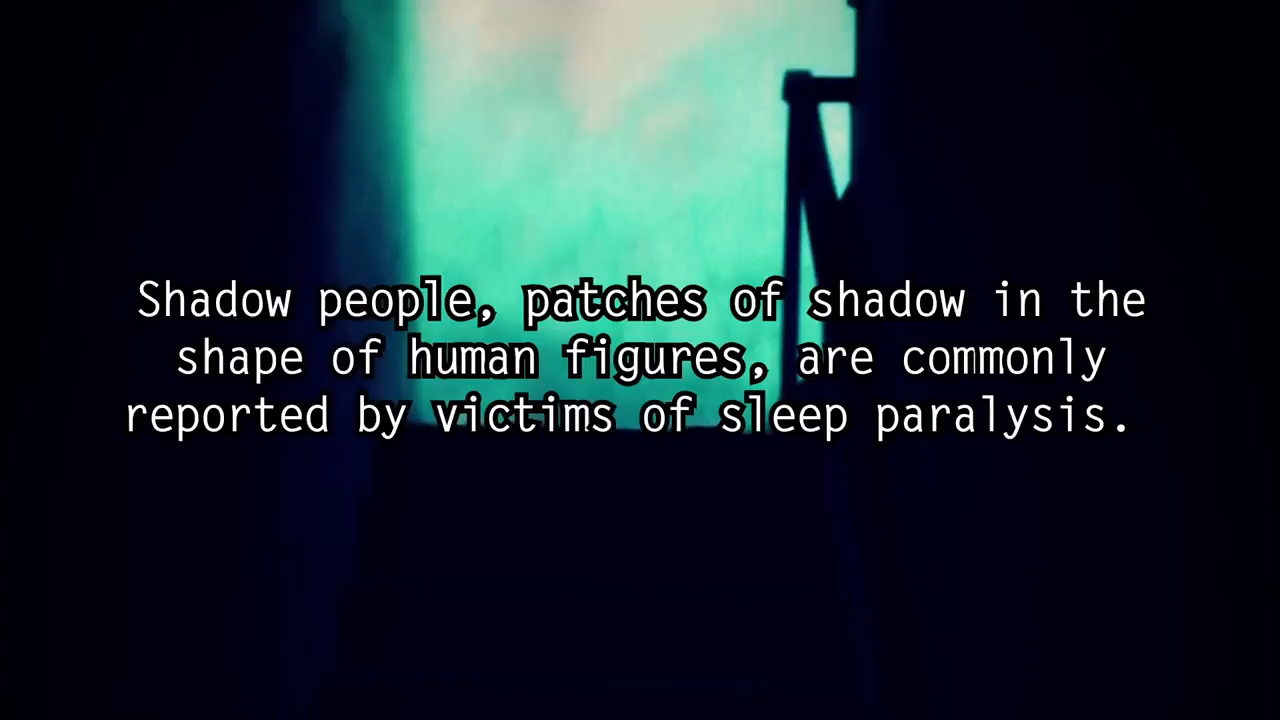 Shadow people, patches of shadow in the
shape of human figures, are commonly
reported by victims of sleep paralysis.